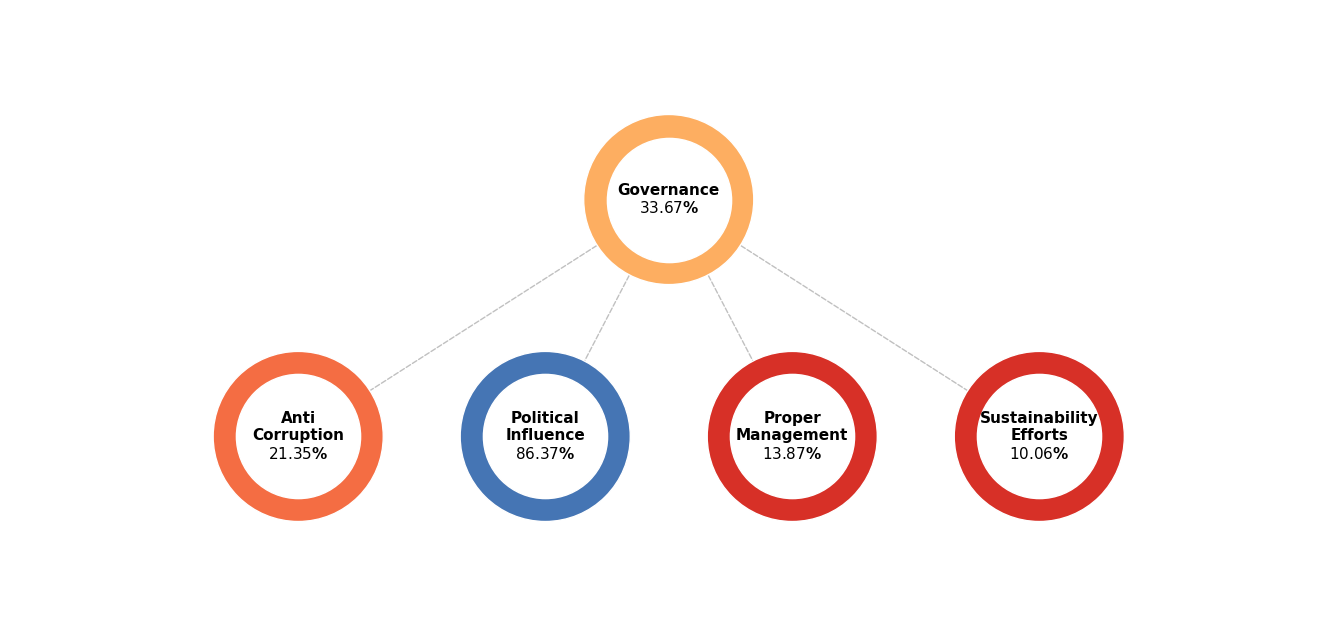 Governance
33.67%
Anti
Corruption
21.35%
Political
Influence
86.37%
Proper
Management
13.87%
Sustainability
Efforts
10.06%